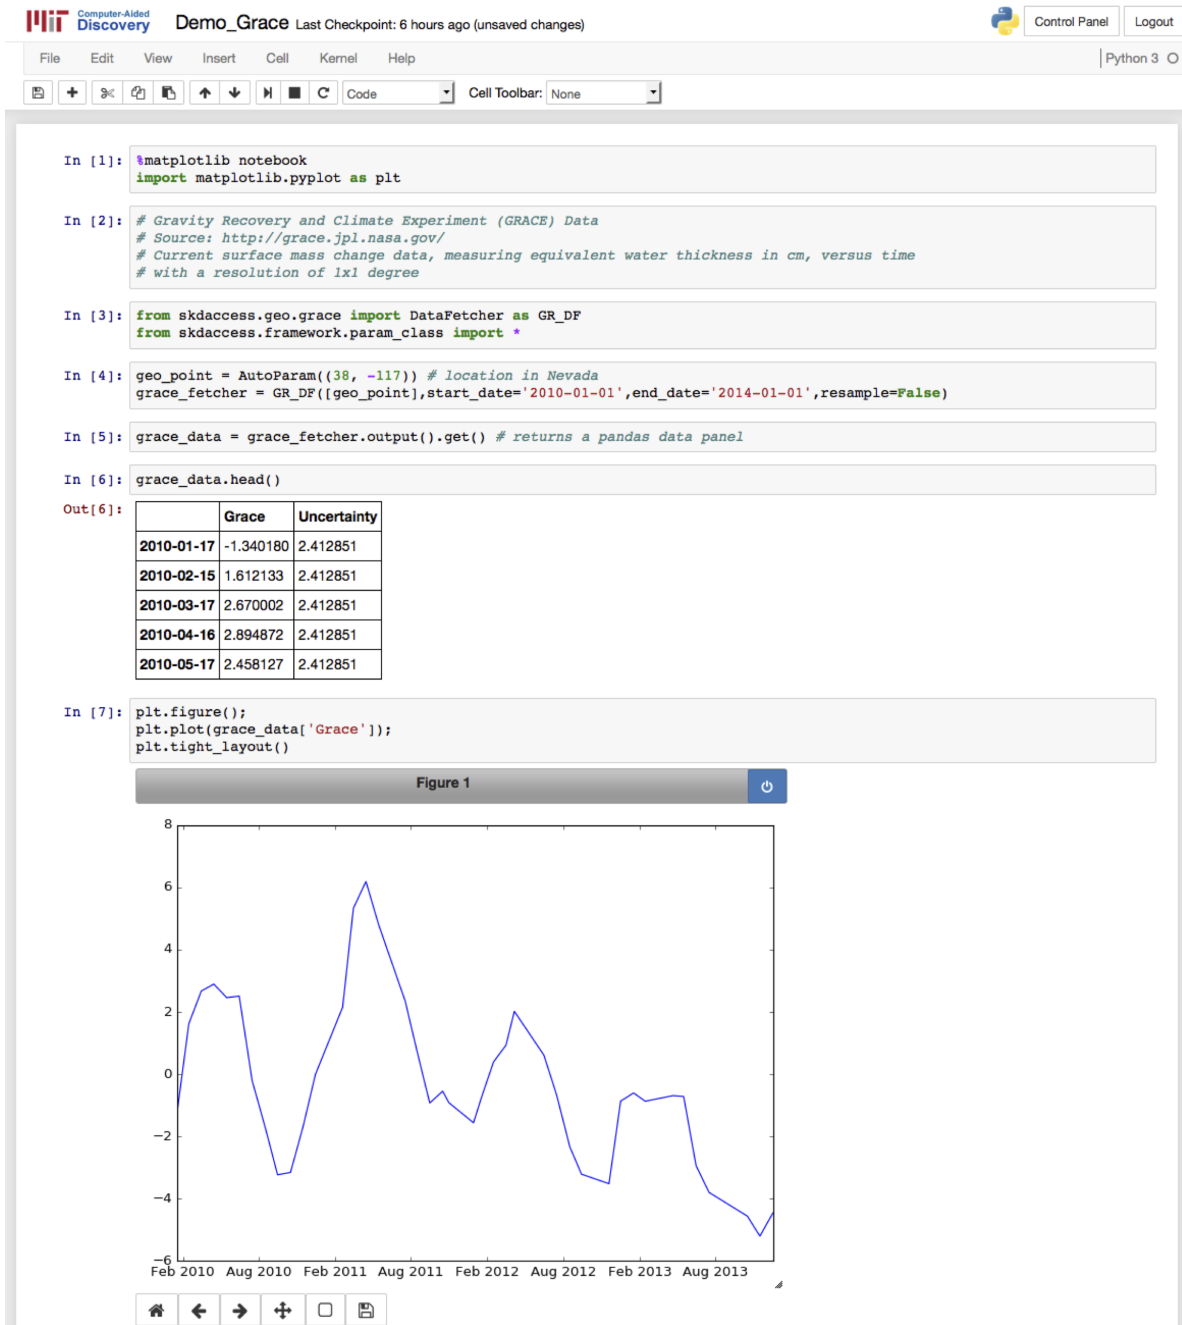 MIT Computer-Aided Discovery Demo_Grace Last Checkpoint: 6 hours ago (unsaved changes) Control Panel Logout
File Edit View Insert Cell Kernel Help Python 3
Code Cell Toolbar: None
In [1]: %matplotlib notebook
import matplotlib.pyplot as plt
In [2]: # Gravity Recovery and Climate Experiment (GRACE) Data
# Source: http://grace.jpl.nasa.gov/
# Current surface mass change data, measuring equivalent water thickness in cm, versus time
# with a resolution of 1x1 degree
In [3]: from skdaccess.geo.grace import DataFetcher as GR_DF
from skdaccess.framework.param_class import *
In [4]: geo_point = AutoParam((38, -117)) # location in Nevada
grace_fetcher = GR_DF([geo_point],start_date='2010-01-01',end_date='2014-01-01',resample=False)
In [5]: grace_data = grace_fetcher.output().get() # returns a pandas data panel
In [6]: grace_data.head()
Out[6]:
Grace Uncertainty
2010-01-17 -1.340180 2.412851
2010-02-15 1.612133 2.412851
2010-03-17 2.670002 2.412851
2010-04-16 2.894872 2.412851
2010-05-17 2.458127 2.412851
In [7]: plt.figure();
plt.plot(grace_data['Grace']);
plt.tight_layout()
Figure 1
8
6
4
2
0
−2
−4
−6
Feb 2010 Aug 2010 Feb 2011 Aug 2011 Feb 2012 Aug 2012 Feb 2013 Aug 2013